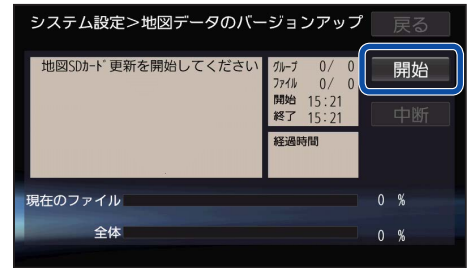 システム設定>地図データのバージョンアップ
戻る
地図SDカード更新を開始してください
グループ 0/ 0
ファイル 0/ 0
開始 15:21
終了 15:21
開始
中断
経過時間
現在のファイル 0 %
全体 0 %